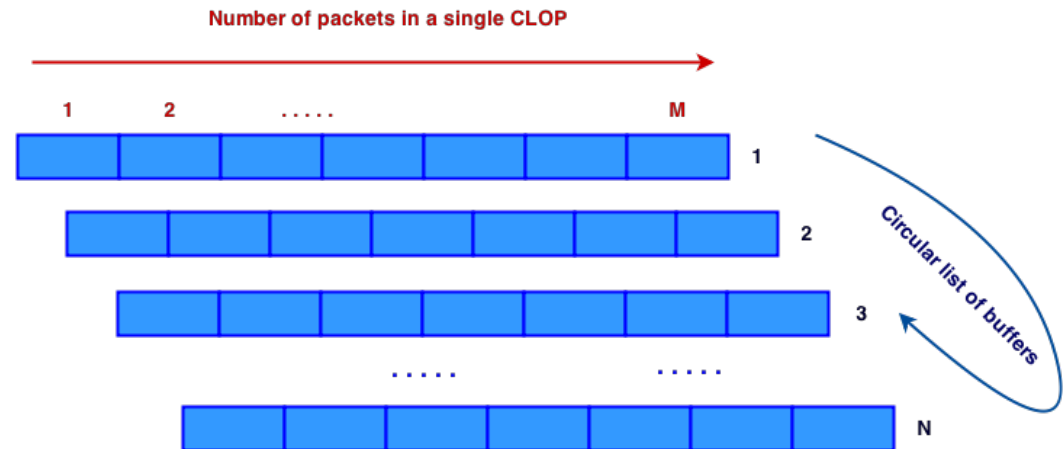 Number of packets in a single CLOP
1 2 ..... M
1
2
Circular list of buffers
3
..... .....
N